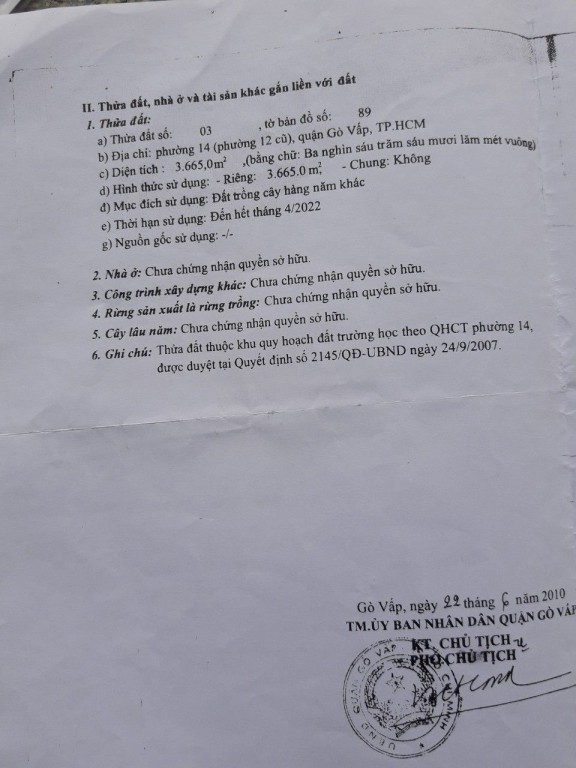 II. Thửa đất, nhà ở và tài sản khác gắn liền với đất
1. Thửa đất:
a) Thửa đất số: 03 , tờ bản đồ số: 89
b) Địa chỉ: phường 14 (phường 12 cũ), quận Gò Vấp, TP.HCM
c) Diện tích : 3.665,0m² ,(bằng chữ: Ba nghìn sáu trăm sáu mươi lăm mét vuông)
d) Hình thức sử dụng: - Riêng: 3.665.0 m², - Chung: Không
đ) Mục đích sử dụng: Đất trồng cây hàng năm khác
e) Thời hạn sử dụng: Đến hết tháng 4/2022
g) Nguồn gốc sử dụng: -/-
2. Nhà ở: Chưa chứng nhận quyền sở hữu.
3. Công trình xây dựng khác: Chưa chứng nhận quyền sở hữu.
4. Rừng sản xuất là rừng trồng: Chưa chứng nhận quyền sở hữu.
5. Cây lâu năm: Chưa chứng nhận quyền sở hữu.
6. Ghi chú: Thửa đất thuộc khu quy hoạch đất trường học theo QHCT phường 14,
được duyệt tại Quyết định số 2145/QĐ-UBND ngày 24/9/2007.
Gò Vấp, ngày 22 tháng 6 năm 2010
TM.ỦY BAN NHÂN DÂN QUẬN GÒ VẤP
KT. CHỦ TỊCH
PHÓ CHỦ TỊCH